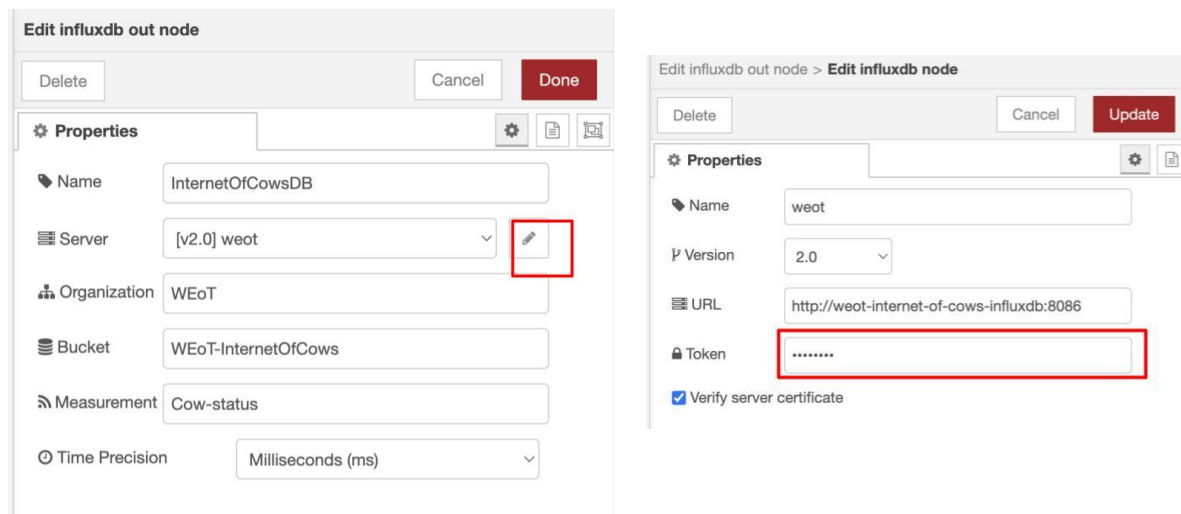 Edit influxdb out node
Delete
Cancel
Done
Properties
Name
InternetOfCowsDB
Server
[v2.0] weot
Organization
WEoT
Bucket
WEoT-InternetOfCows
Measurement
Cow-status
Time Precision
Milliseconds (ms)
Edit influxdb out node > Edit influxdb node
Delete
Cancel
Update
Properties
Name
weot
Version
2.0
URL
http://weot-internet-of-cows-influxdb:8086
Token
••••••••
Verify server certificate